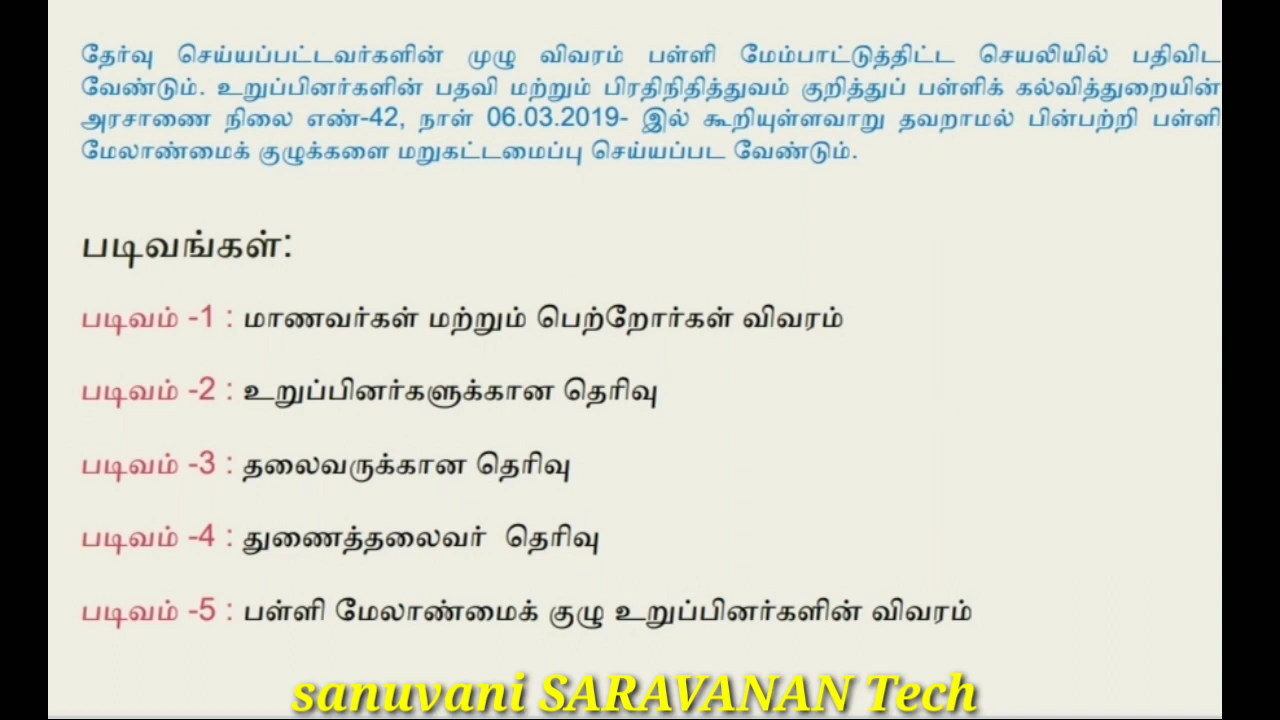 தேர்வு செய்யப்பட்டவர்களின் முழு விவரம் பள்ளி மேம்பாட்டுத்திட்ட செயலியில் பதிவிட
வேண்டும். உறுப்பினர்களின் பதவி மற்றும் பிரதிநிதித்துவம் குறித்துப் பள்ளிக் கல்வித்துறையின்
அரசாணை நிலை எண்-42, நாள் 06.03.2019- இல் கூறியுள்ளவாறு தவறாமல் பின்பற்றி பள்ளி
மேலாண்மைக் குழுக்களை மறுகட்டமைப்பு செய்யப்பட வேண்டும்.
படிவங்கள்:
படிவம் -1 : மாணவர்கள் மற்றும் பெற்றோர்கள் விவரம்
படிவம் -2 : உறுப்பினர்களுக்கான தெரிவு
படிவம் -3 : தலைவருக்கான தெரிவு
படிவம் -4 : துணைத்தலைவர் தெரிவு
படிவம் -5 : பள்ளி மேலாண்மைக் குழு உறுப்பினர்களின் விவரம்
sanuvani SARAVANAN Tech